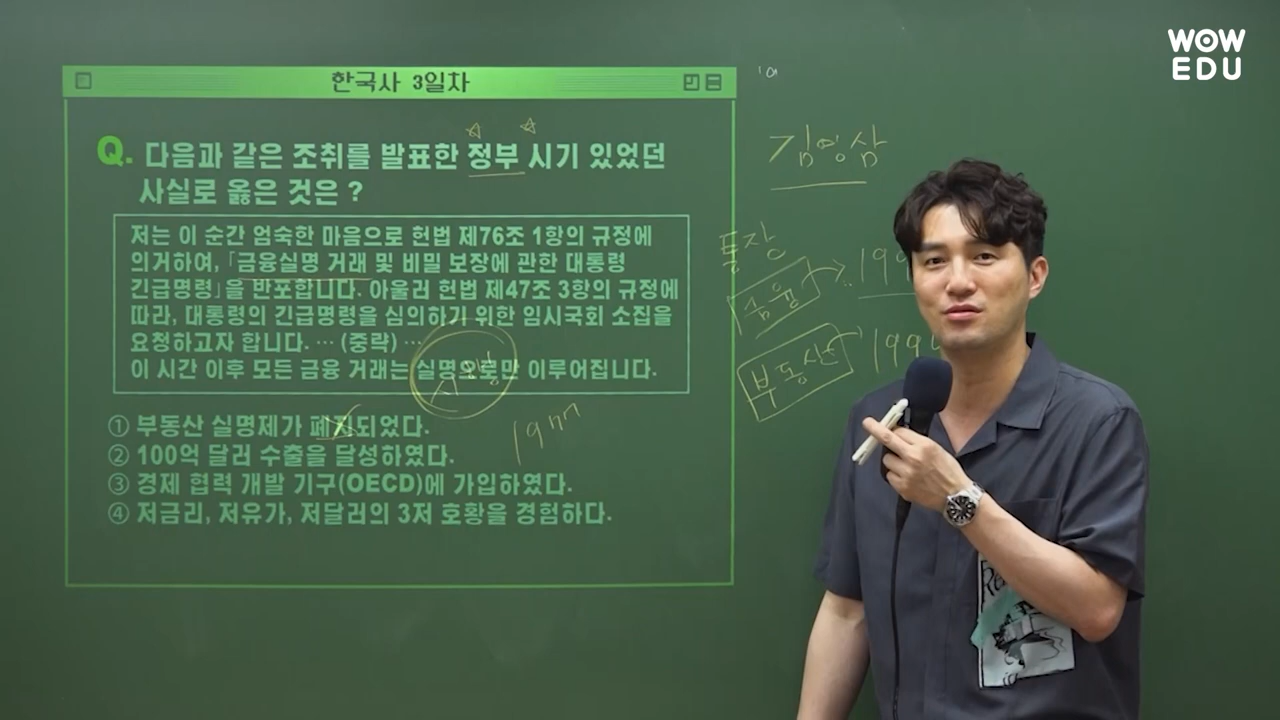 WOW
EDU
한국사 3일차
Q. 다음과 같은 조취를 발표한 정부 시기 있었던
사실로 옳은 것은 ?
저는 이 순간 엄숙한 마음으로 헌법 제76조 1항의 규정에
의거하여, 「금융실명 거래 및 비밀 보장에 관한 대통령
긴급명령」을 반포합니다. 아울러 헌법 제47조 3항의 규정에
따라, 대통령의 긴급명령을 심의하기 위한 임시국회 소집을
요청하고자 합니다. … (중략) …
이 시간 이후 모든 금융 거래는 실명으로만 이루어집니다.
① 부동산 실명제가 폐지되었다.
② 100억 달러 수출을 달성하였다.
③ 경제 협력 개발 기구(OECD)에 가입하였다.
④ 저금리, 저유가, 저달러의 3저 호황을 경험하다.
1977
김영삼
통장
금융 199
부동산 199